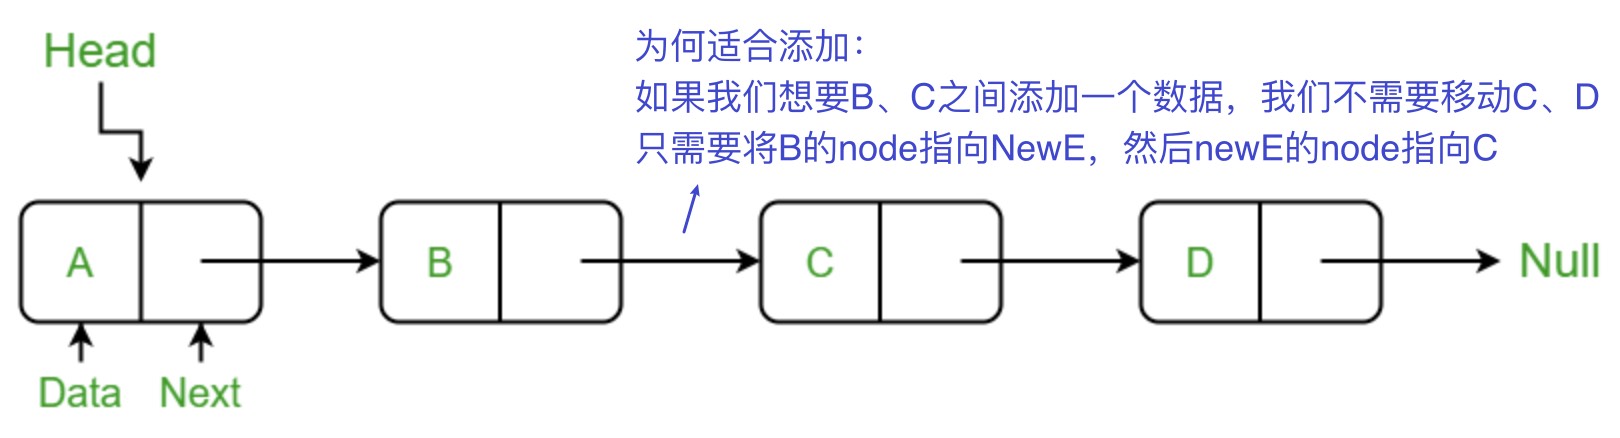 Head
为何适合添加：
如果我们想要B、C之间添加一个数据，我们不需要移动C、D
只需要将B的node指向NewE，然后newE的node指向C
A
B
C
D
Null
Data
Next